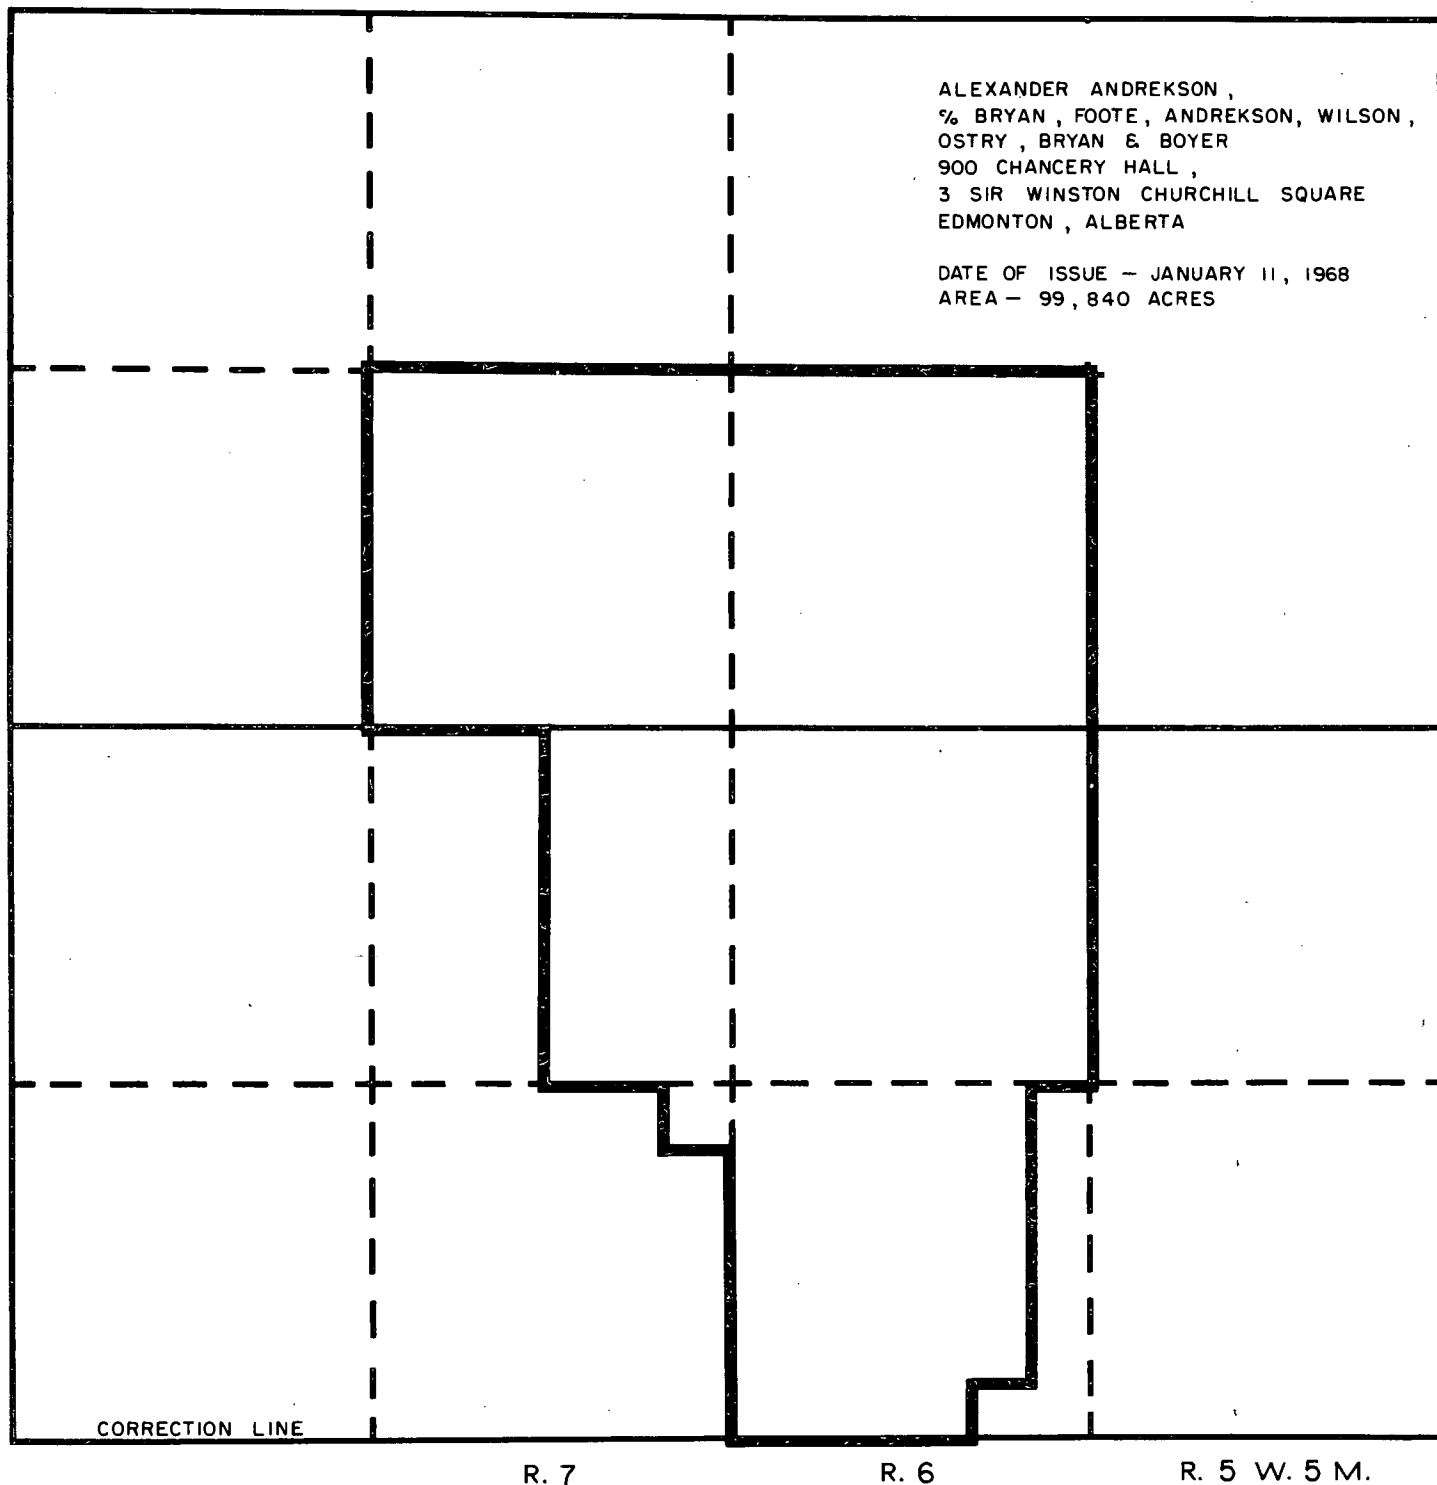 ALEXANDER ANDREKSON,
% BRYAN, FOOTE, ANDREKSON, WILSON,
OSTRY, BRYAN & BOYER
900 CHANCERY HALL,
3 SIR WINSTON CHURCHILL SQUARE
EDMONTON, ALBERTA
DATE OF ISSUE — JANUARY 11, 1968
AREA — 99,840 ACRES
CORRECTION LINE
R. 7 R. 6 R. 5 W. 5 M.